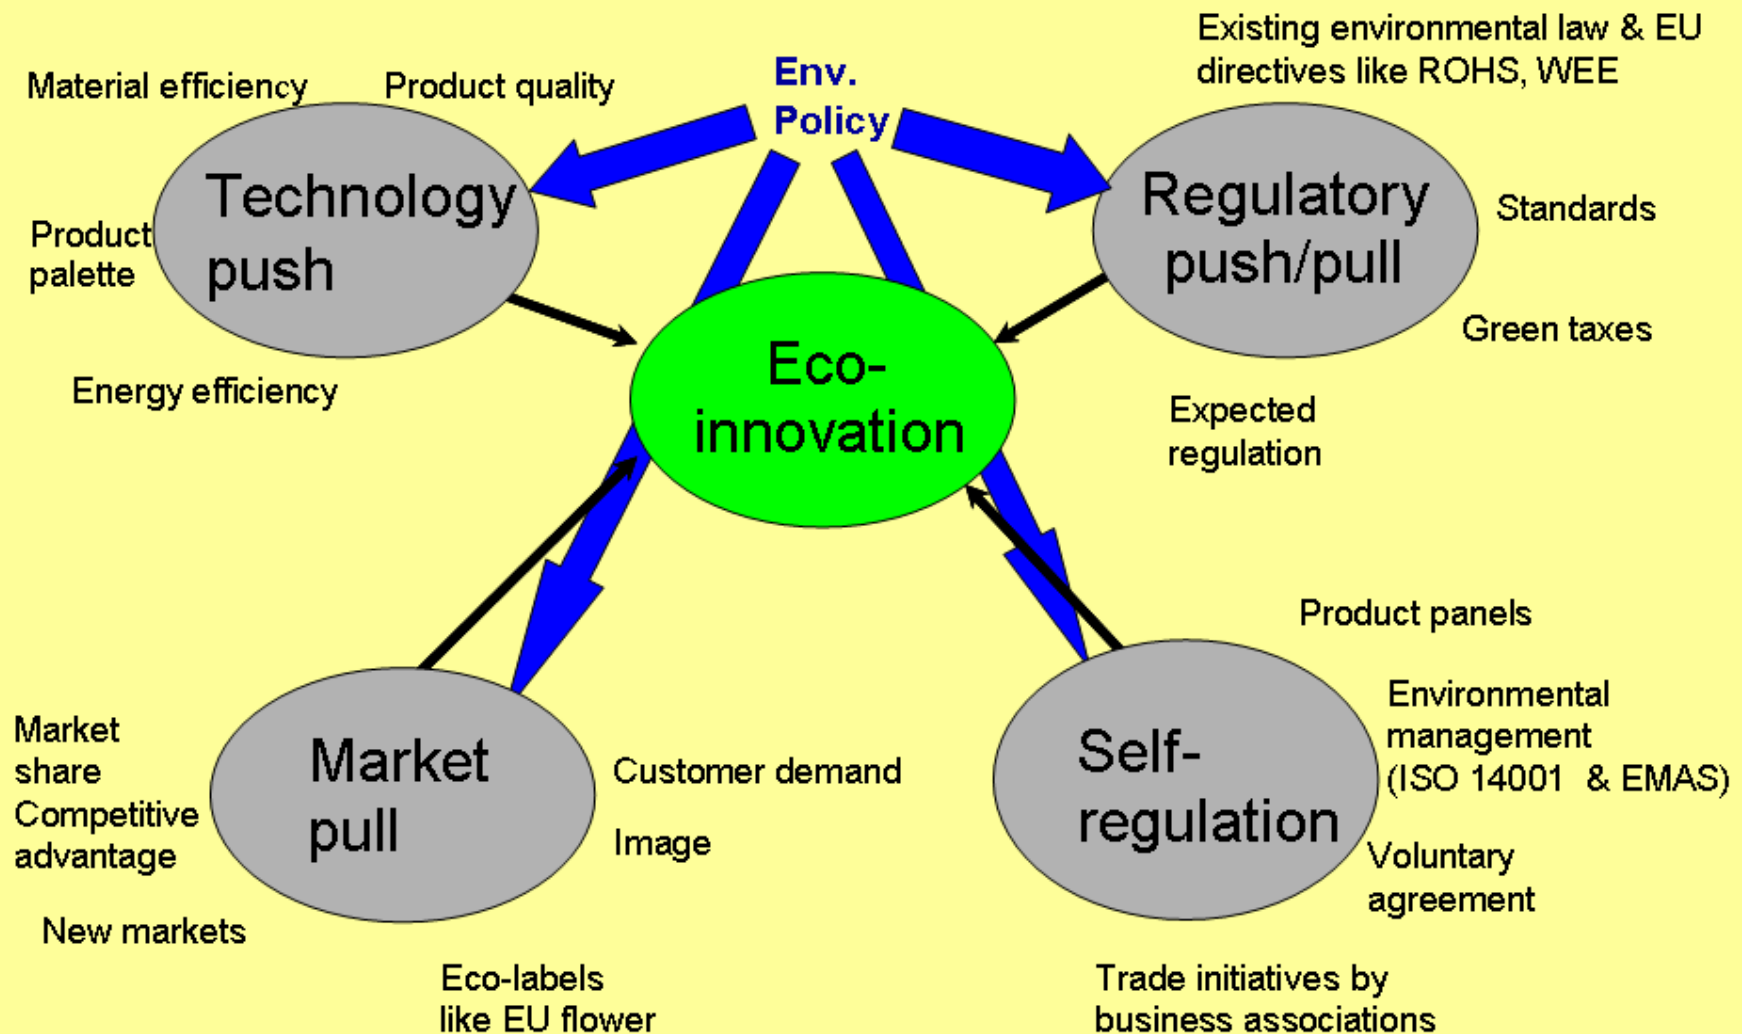 Existing environmental law & EU
directives like ROHS, WEE
Env.
Policy
Material efficiency
Product quality
Technology
push
Product
palette
Energy efficiency
Regulatory
push/pull
Standards
Green taxes
Expected
regulation
Eco-
innovation
Market
pull
Market
share
Competitive
advantage
New markets
Customer demand
Image
Eco-labels
like EU flower
Self-
regulation
Product panels
Environmental
management
(ISO 14001 & EMAS)
Voluntary
agreement
Trade initiatives by
business associations